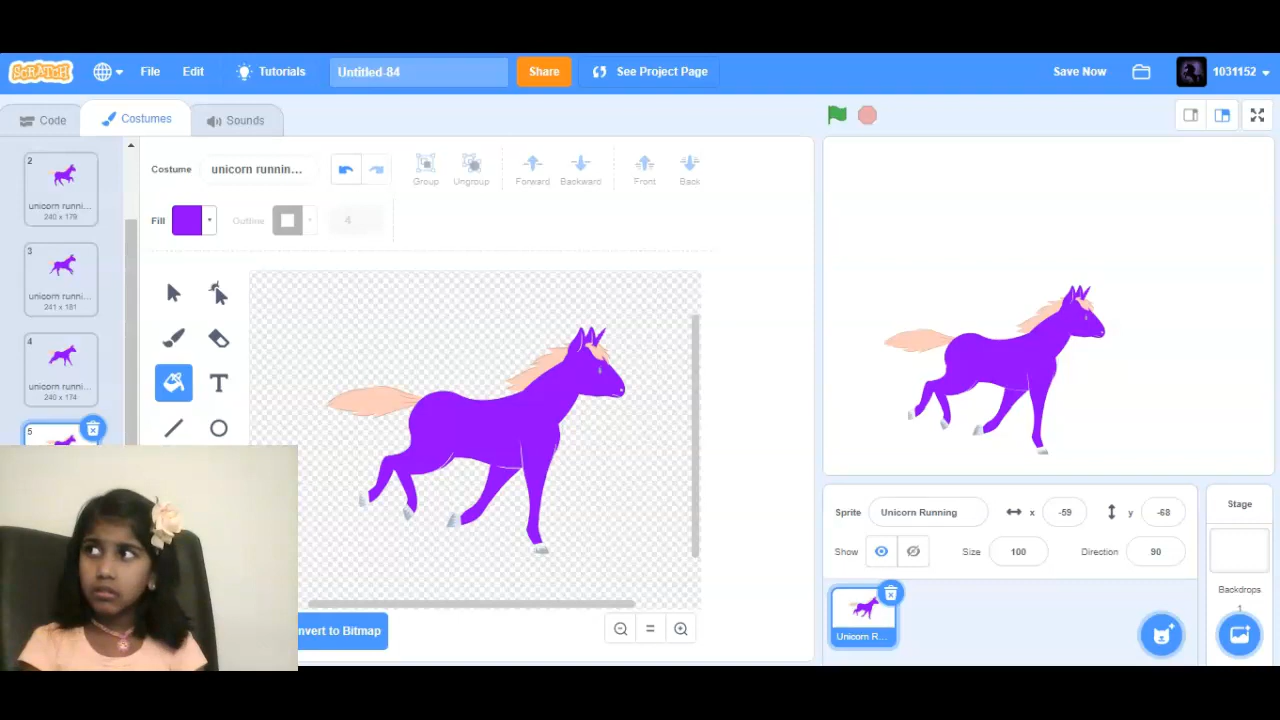 SCRATCH File Edit Tutorials Untitled-84 Share See Project Page Save Now 1031152
Code Costumes Sounds
Costume unicorn runnin... Group Ungroup Forward Backward Front Back
Fill Outline 4
2
unicorn runni...
240 x 179
3
unicorn runni...
241 x 181
4
unicorn runni...
240 x 174
5
T
nvert to Bitmap
Sprite Unicorn Running x -59 y -68
Show Size 100 Direction 90
Unicorn R...
Stage
Backdrops
1